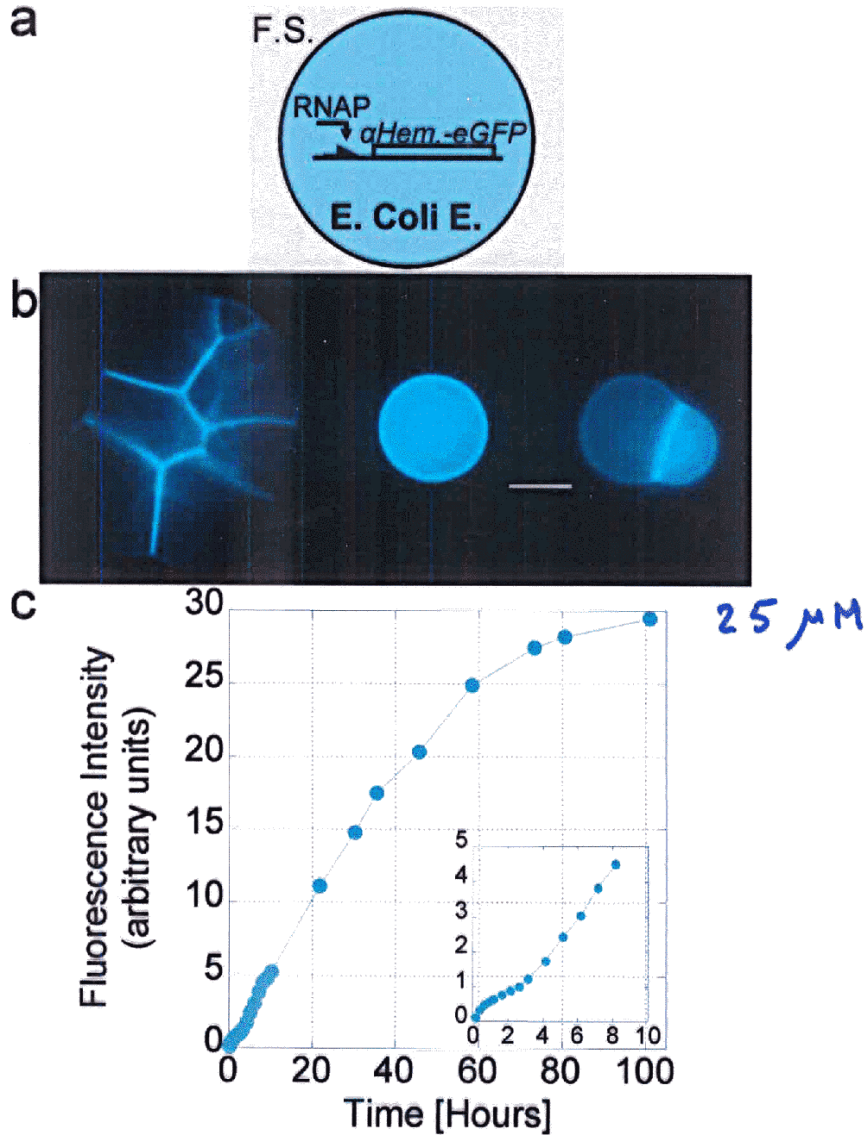 a
F.S.
RNAP
αHem.-eGFP
E. Coli E.
b
c
25 μM
Fluorescence Intensity
(arbitrary units)
30
25
20
15
10
5
0
5
4
3
2
1
0
0 2 4 6 8 10
0 20 40 60 80 100
Time [Hours]